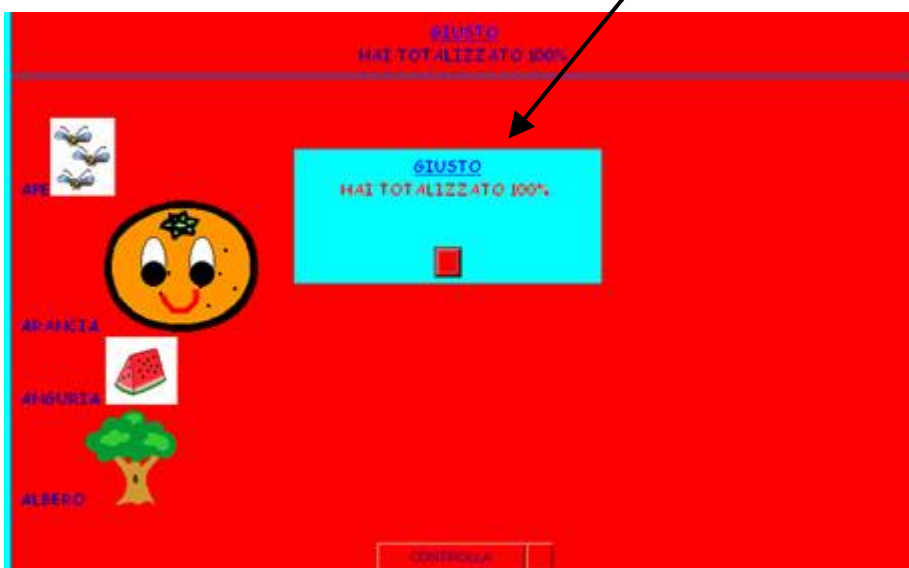 GIUSTO
HAI TOTALIZZATO 100%
GIUSTO
HAI TOTALIZZATO 100%
APE
ARANCIA
ANGURIA
ALBERO
CONTROLLA